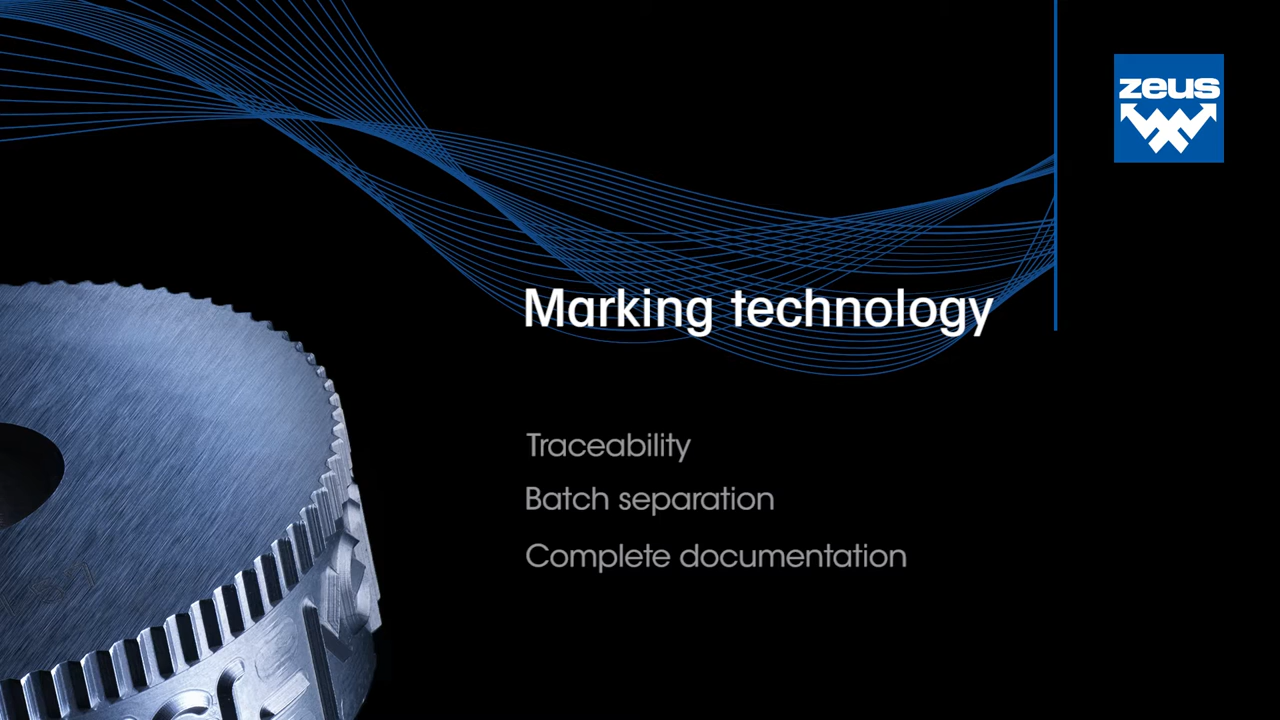 zeus
Marking technology
Traceability
Batch separation
Complete documentation